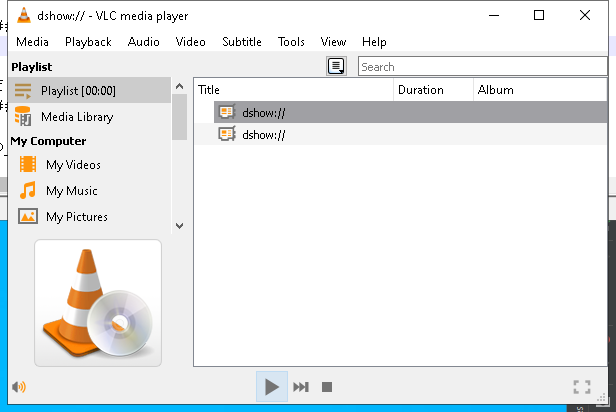 dshow:// - VLC media player
Media Playback Audio Video Subtitle Tools View Help
Playlist
Search
Playlist [00:00]
Media Library
My Computer
My Videos
My Music
My Pictures
Title Duration Album
dshow://
dshow://